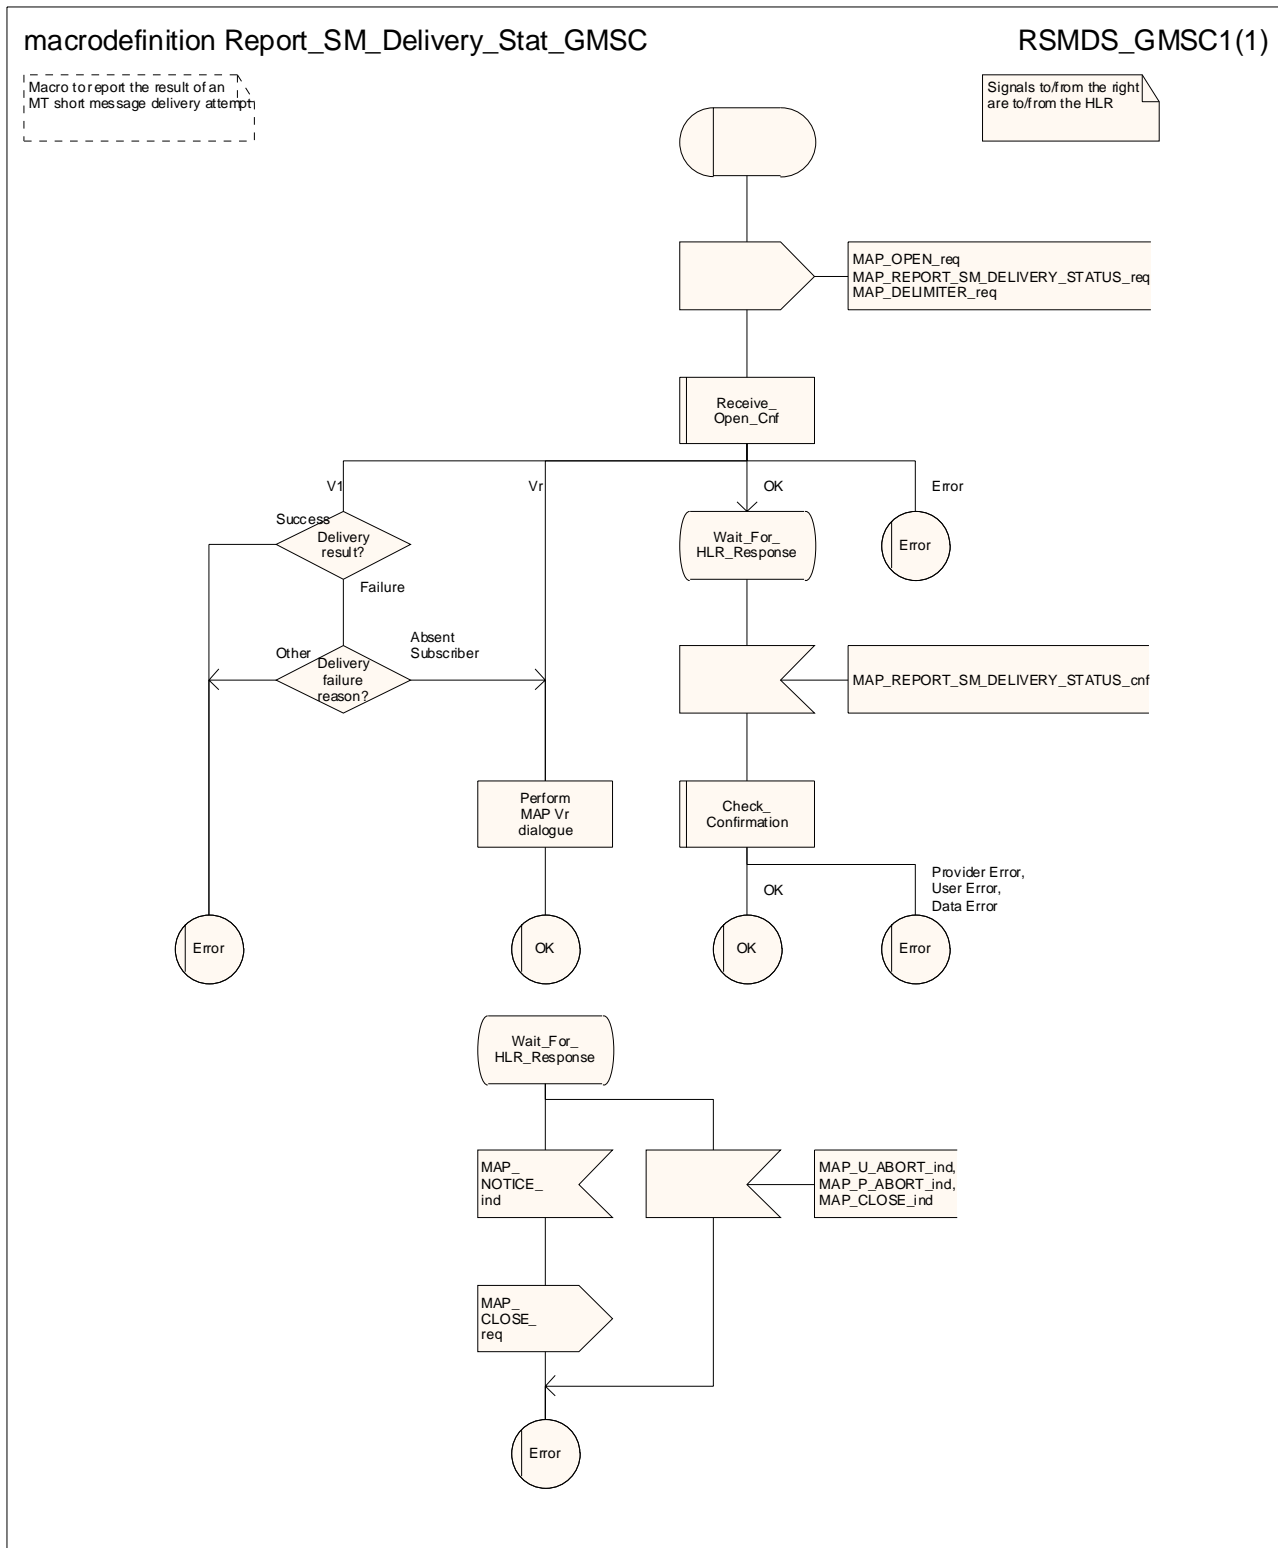 macrodefinition Report_SM_Delivery_Stat_GMSC
RSMDS_GMSC1(1)
Macro to report the result of an
MT short message delivery attempt
Signals to/from the right
are to/from the HLR
MAP_OPEN_req
MAP_REPORT_SM_DELIVERY_STATUS_req
MAP_DELIMITER_req
Receive_
Open_Cnf
V1
Vr
OK
Error
Success
Delivery
result?
Wait_For_
HLR_Response
Error
Failure
Other
Absent
Subscriber
Delivery
failure
reason?
MAP_REPORT_SM_DELIVERY_STATUS_cnf
Perform
MAP Vr
dialogue
Check_
Confirmation
OK
Provider Error,
User Error,
Data Error
Error
OK
OK
Error
Wait_For_
HLR_Response
MAP_
NOTICE_
ind
MAP_U_ABORT_ind,
MAP_P_ABORT_ind,
MAP_CLOSE_ind
MAP_
CLOSE_
req
Error